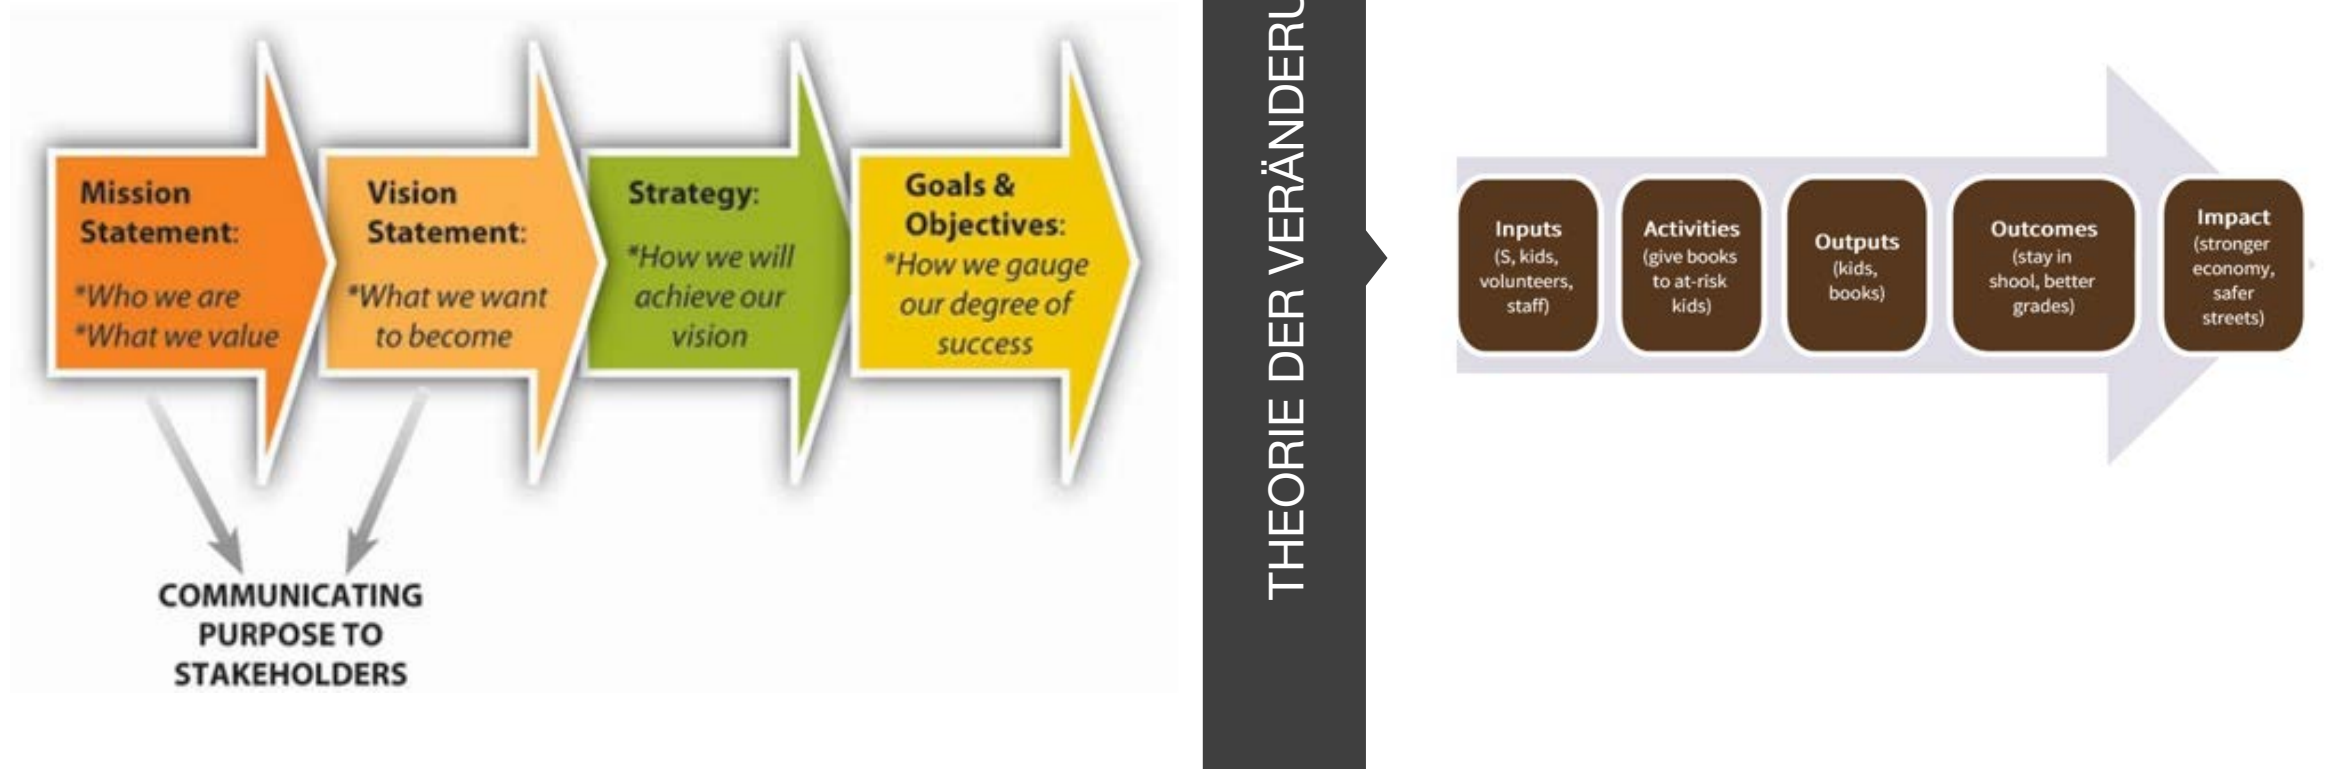 Mission
Statement:
*Who we are
*What we value
Vision
Statement:
*What we want
to become
Strategy:
*How we will
achieve our
vision
Goals &
Objectives:
*How we gauge
our degree of
success
COMMUNICATING
PURPOSE TO
STAKEHOLDERS
THEORIE DER VERÄNDERU
Inputs
(S, kids,
volunteers,
staff)
Activities
(give books
to at-risk
kids)
Outputs
(kids,
books)
Outcomes
(stay in
shool, better
grades)
Impact
(stronger
economy,
safer
streets)